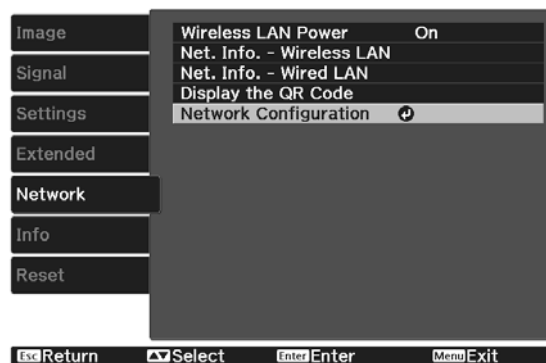 Image
Signal
Settings
Extended
Network
Info
Reset
Wireless LAN Power On
Net. Info. - Wireless LAN
Net. Info. - Wired LAN
Display the QR Code
Network Configuration
Esc Return Select Enter Enter Menu Exit